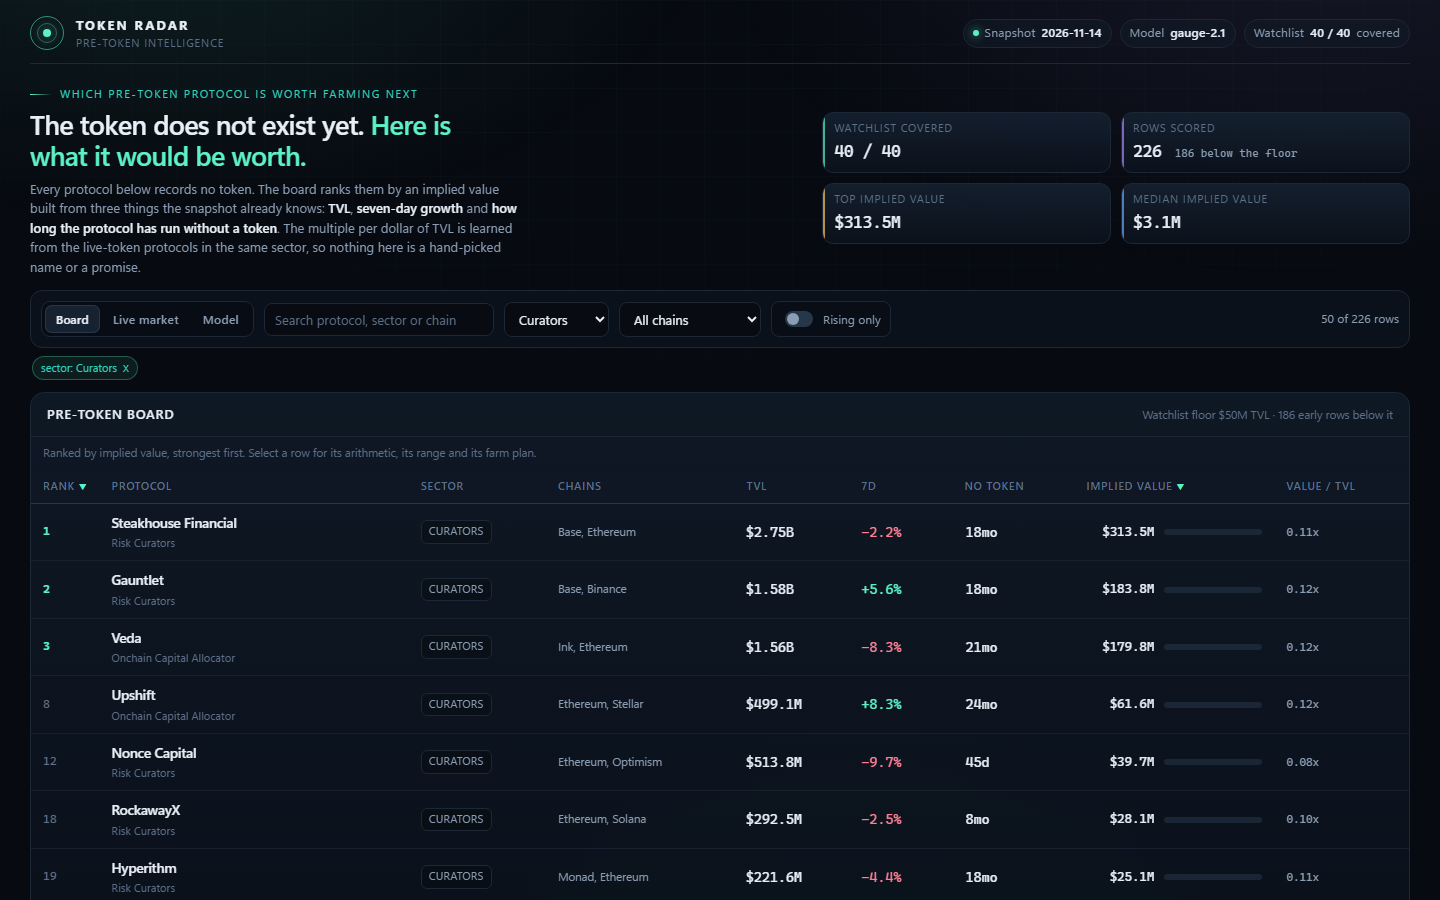 TOKEN RADAR
PRE-TOKEN INTELLIGENCE
Snapshot 2026-11-14
Model gauge-2.1
Watchlist 40 / 40 covered
WHICH PRE-TOKEN PROTOCOL IS WORTH FARMING NEXT
The token does not exist yet. Here is
what it would be worth.
Every protocol below records no token. The board ranks them by an implied value
built from three things the snapshot already knows: TVL, seven-day growth and how
long the protocol has run without a token. The multiple per dollar of TVL is learned
from the live-token protocols in the same sector, so nothing here is a hand-picked
name or a promise.
WATCHLIST COVERED
40 / 40
ROWS SCORED
226 186 below the floor
TOP IMPLIED VALUE
$313.5M
MEDIAN IMPLIED VALUE
$3.1M
Board Live market Model Search protocol, sector or chain Curators All chains Rising only 50 of 226 rows
sector: Curators x
PRE-TOKEN BOARD
Watchlist floor $50M TVL · 186 early rows below it
Ranked by implied value, strongest first. Select a row for its arithmetic, its range and its farm plan.
RANK ▼ PROTOCOL SECTOR CHAINS TVL 7D NO TOKEN IMPLIED VALUE ▼ VALUE / TVL
1 Steakhouse Financial CURATORS Base, Ethereum $2.75B −2.2% 18mo $313.5M 0.11x
Risk Curators
2 Gauntlet CURATORS Base, Binance $1.58B +5.6% 18mo $183.8M 0.12x
Risk Curators
3 Veda CURATORS Ink, Ethereum $1.56B −8.3% 21mo $179.8M 0.12x
Onchain Capital Allocator
8 Upshift CURATORS Ethereum, Stellar $499.1M +8.3% 24mo $61.6M 0.12x
Onchain Capital Allocator
12 Nonce Capital CURATORS Ethereum, Optimism $513.8M −9.7% 45d $39.7M 0.08x
Risk Curators
18 RockawayX CURATORS Ethereum, Solana $292.5M −2.5% 8mo $28.1M 0.10x
Risk Curators
19 Hyperithm CURATORS Monad, Ethereum $221.6M −4.4% 18mo $25.1M 0.11x
Risk Curators